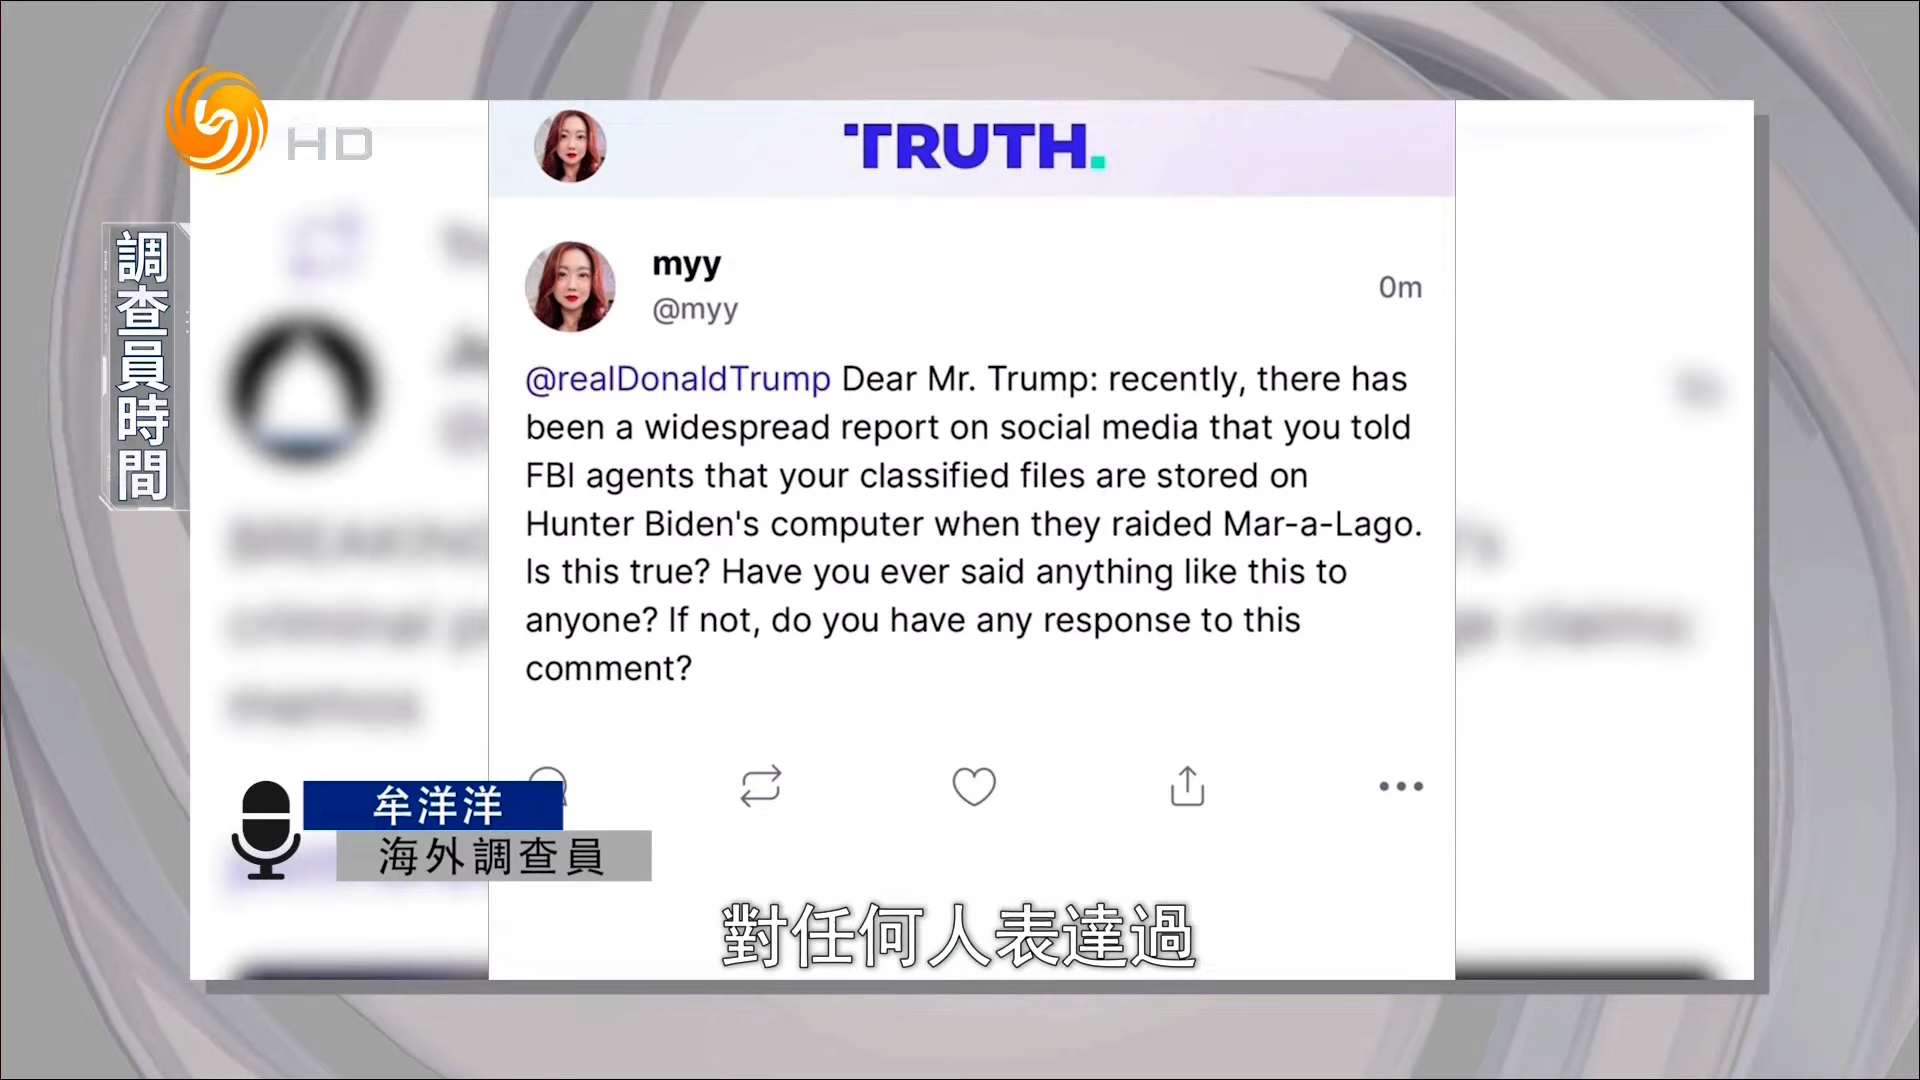 HD
調查員時間
TRUTH.
myy
@myy
0m
@realDonaldTrump Dear Mr. Trump: recently, there has
been a widespread report on social media that you told
FBI agents that your classified files are stored on
Hunter Biden's computer when they raided Mar-a-Lago.
Is this true? Have you ever said anything like this to
anyone? If not, do you have any response to this
comment?
BREAKING
criminal
memos
claims
牟洋洋
海外調查員
對任何人表達過